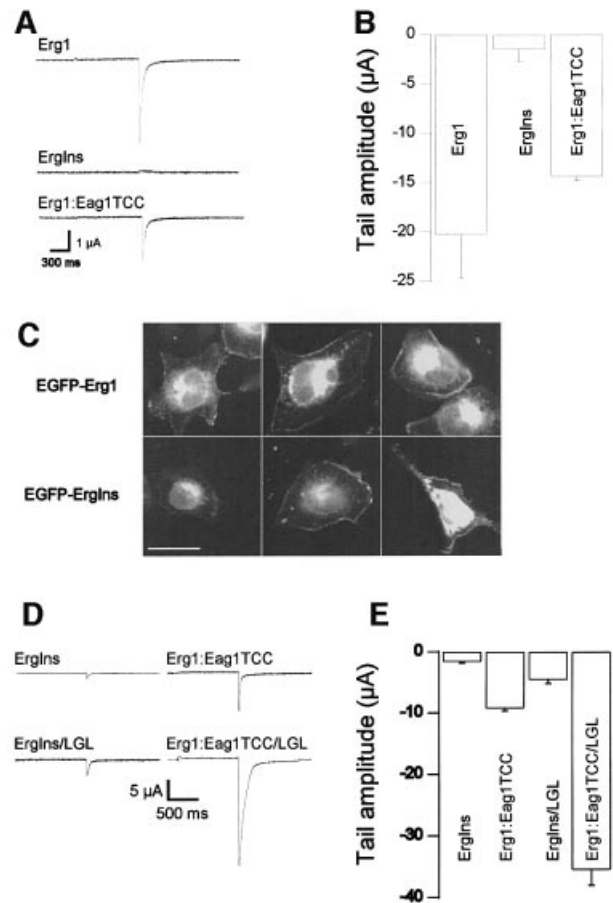 A
Erg1
ErgIns
Erg1:Eag1TCC
1 µA
300 ms
B
Tail amplitude (µA)
0
-5
-10
-15
-20
-25
Erg1
ErgIns
Erg1:Eag1TCC
C
EGFP-Erg1
EGFP-ErgIns
D
ErgIns
Erg1:Eag1TCC
ErgIns/LGL
Erg1:Eag1TCC/LGL
5 µA
500 ms
E
Tail amplitude (µA)
0
-10
-20
-30
-40
ErgIns
Erg1:Eag1TCC
ErgIns/LGL
Erg1:Eag1TCC/LGL